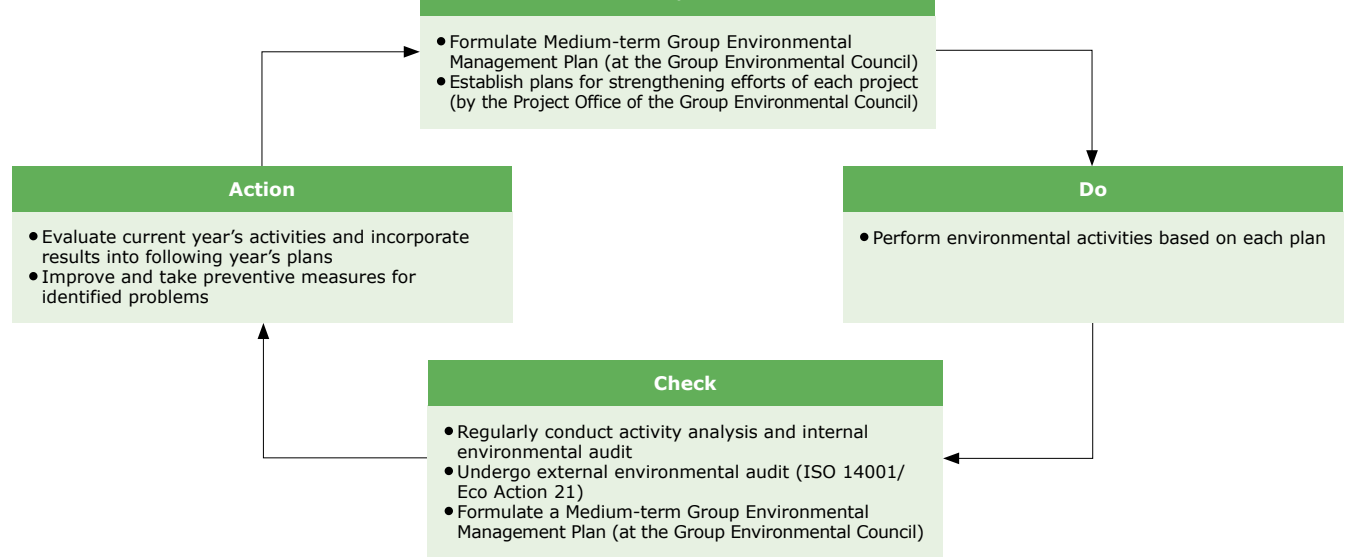 ● Formulate Medium-term Group Environmental
Management Plan (at the Group Environmental Council)
● Establish plans for strengthening efforts of each project
(by the Project Office of the Group Environmental Council)
Action
● Evaluate current year's activities and incorporate
results into following year's plans
● Improve and take preventive measures for
identified problems
Do
● Perform environmental activities based on each plan
Check
● Regularly conduct activity analysis and internal
environmental audit
● Undergo external environmental audit (ISO 14001/
Eco Action 21)
● Formulate a Medium-term Group Environmental
Management Plan (at the Group Environmental Council)